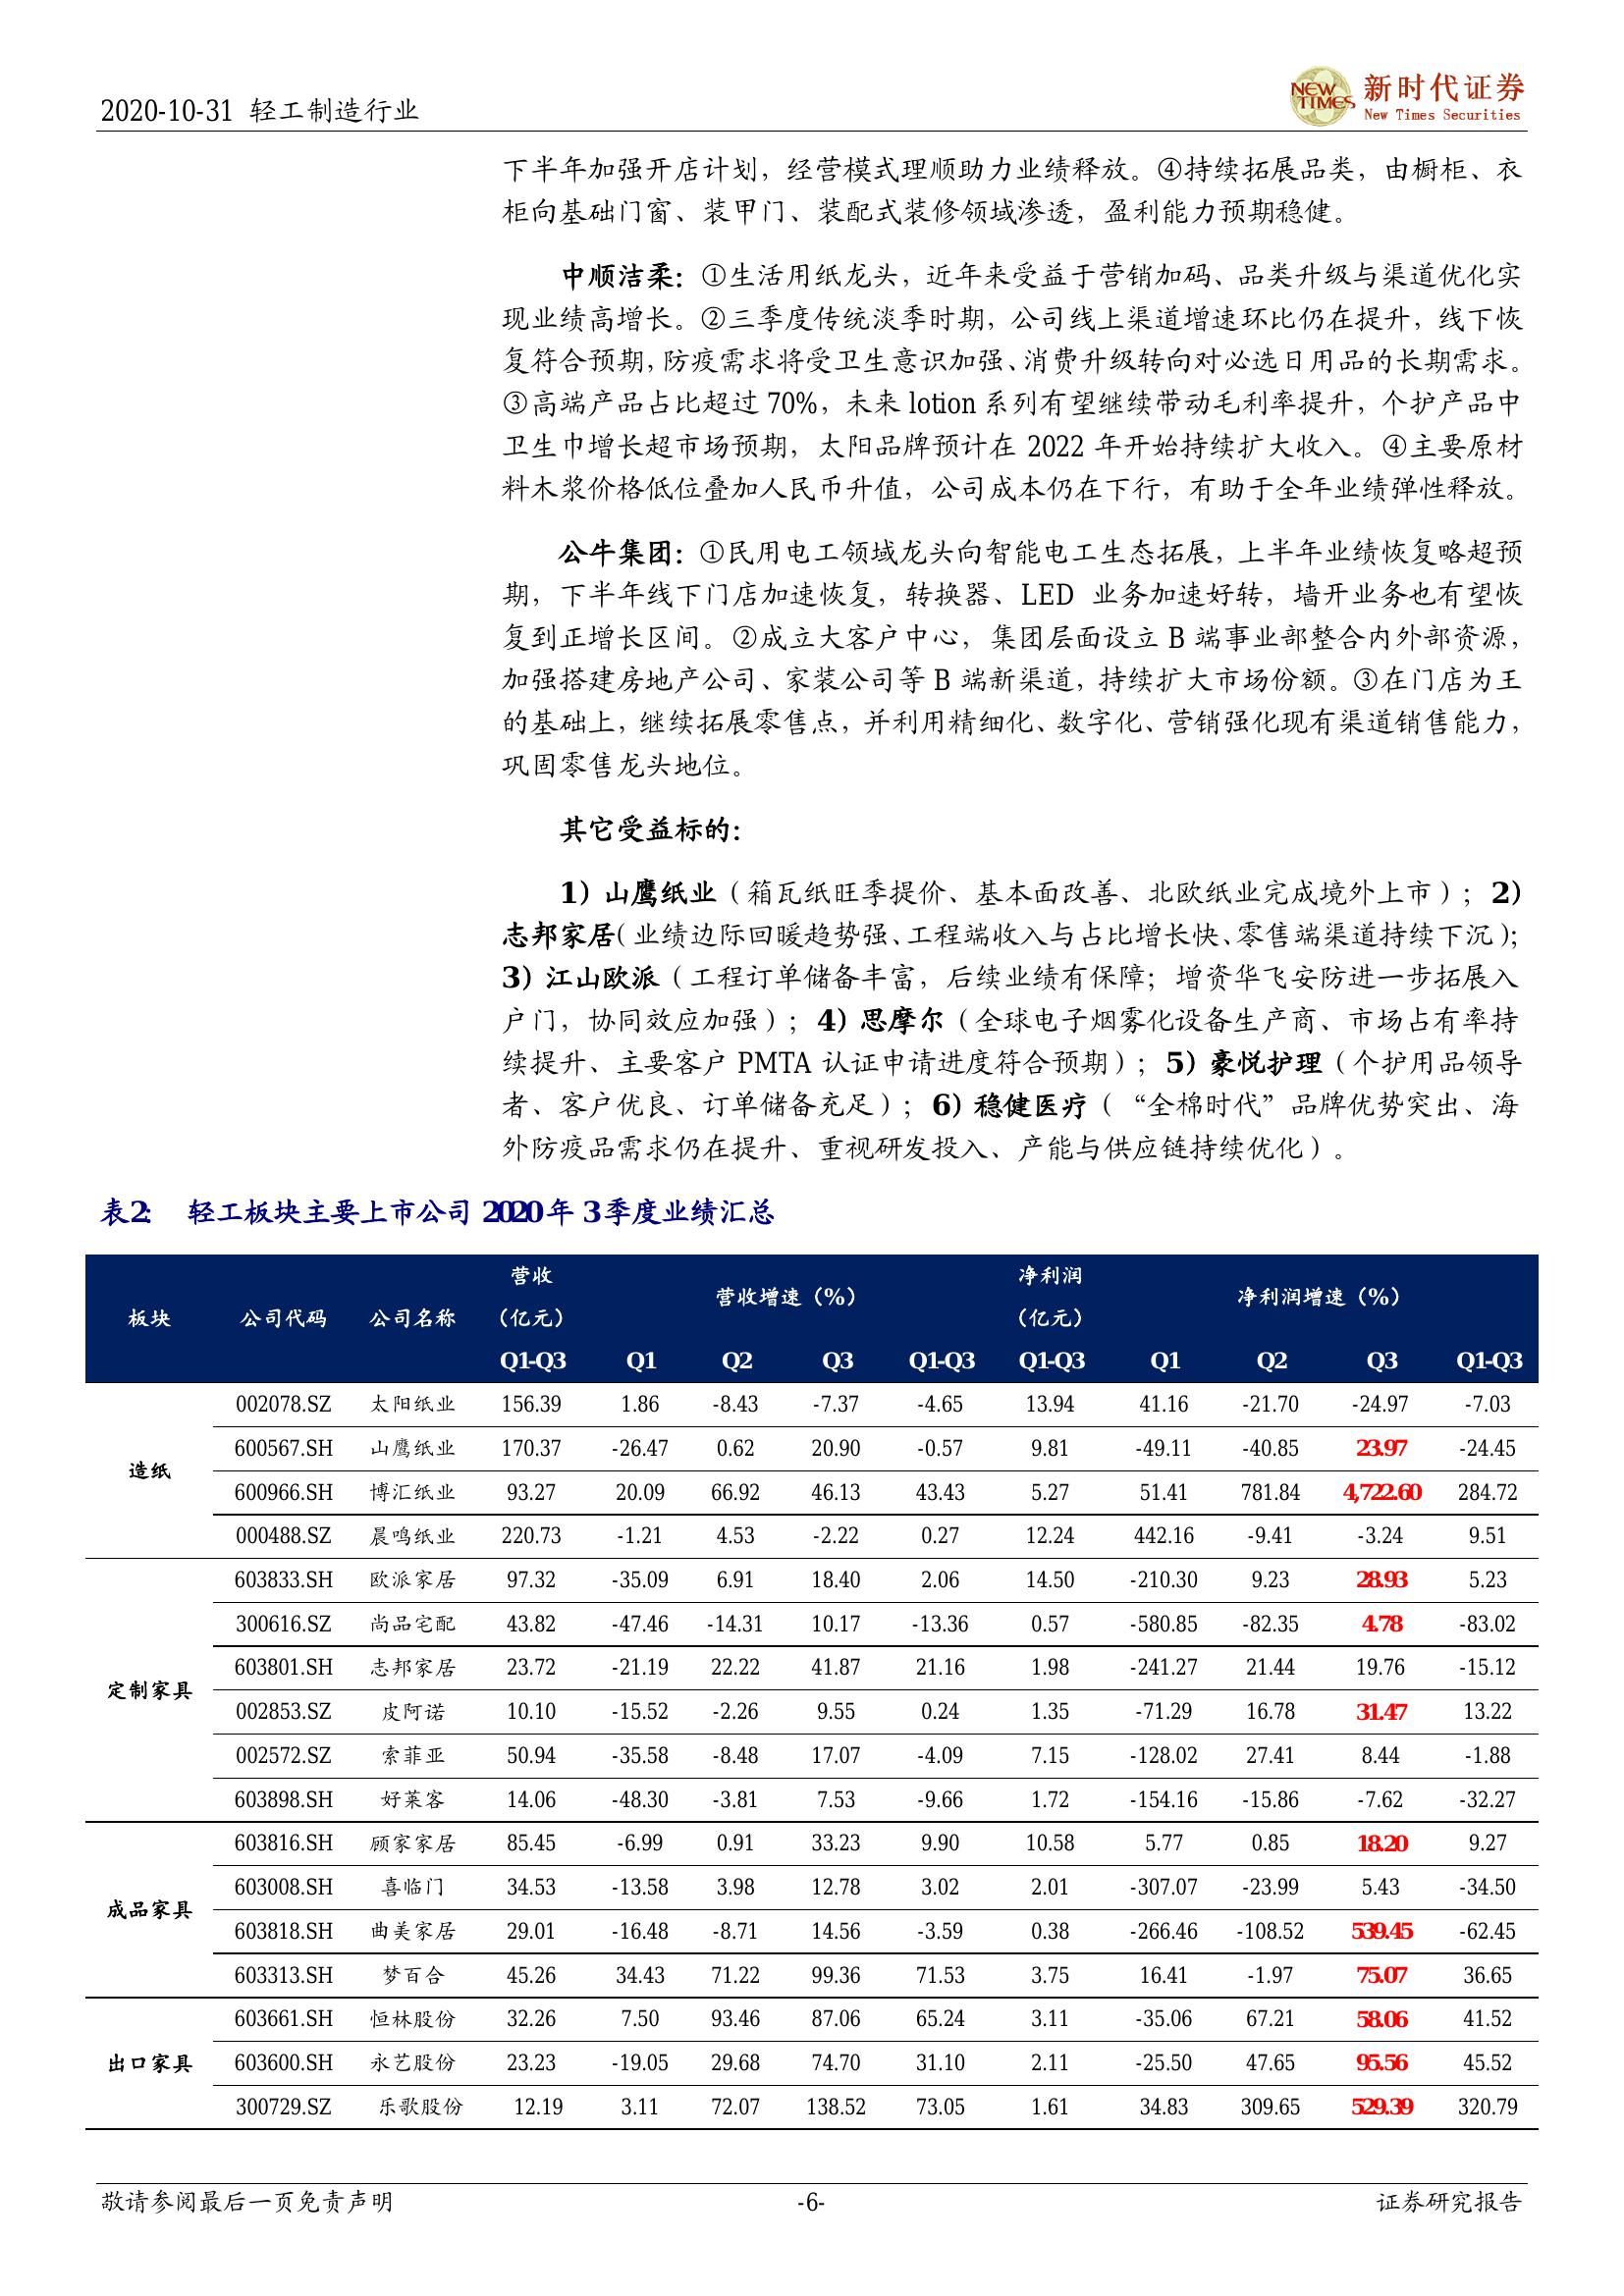 2020-10-31 轻工制造行业
NEW TIMES 新时代证券
New Times Securities
下半年加强开店计划，经营模式理顺助力业绩释放。④持续拓展品类，由橱柜、衣
柜向基础门窗、装甲门、装配式装修领域渗透，盈利能力预期稳健。
中顺洁柔：①生活用纸龙头，近年来受益于营销加码、品类升级与渠道优化实
现业绩高增长。②三季度传统淡季时期，公司线上渠道增速环比仍在提升，线下恢
复符合预期，防疫需求将受卫生意识加强、消费升级转向对必选日用品的长期需求。
③高端产品占比超过 70%，未来 lotion 系列有望继续带动毛利率提升，个护产品中
卫生巾增长超市场预期，太阳品牌预计在 2022 年开始持续扩大收入。④主要原材
料木浆价格低位叠加人民币升值，公司成本仍在下行，有助于全年业绩弹性释放。
公牛集团：①民用电工领域龙头向智能电工生态拓展，上半年业绩恢复略超预
期，下半年线下门店加速恢复，转换器、LED 业务加速好转，墙开业务也有望恢
复到正增长区间。②成立大客户中心，集团层面设立 B 端事业部整合内外部资源，
加强搭建房地产公司、家装公司等 B 端新渠道，持续扩大市场份额。③在门店为王
的基础上，继续拓展零售点，并利用精细化、数字化、营销强化现有渠道销售能力，
巩固零售龙头地位。
其它受益标的：
1）山鹰纸业（箱瓦纸旺季提价、基本面改善、北欧纸业完成境外上市）；2）
志邦家居（业绩边际回暖趋势强、工程端收入与占比增长快、零售端渠道持续下沉）；
3）江山欧派（工程订单储备丰富，后续业绩有保障；增资华飞安防进一步拓展入
户门，协同效应加强）；4）思摩尔（全球电子烟雾化设备生产商、市场占有率持
续提升、主要客户 PMTA 认证申请进度符合预期）；5）豪悦护理（个护用品领导
者、客户优良、订单储备充足）；6）稳健医疗（“全棉时代”品牌优势突出、海
外防疫品需求仍在提升、重视研发投入、产能与供应链持续优化）。
表2： 轻工板块主要上市公司 2020 年 3 季度业绩汇总
板块 公司代码 公司名称 营收（亿元） 营收增速（%） 净利润（亿元） 净利润增速（%）
Q1-Q3 Q1 Q2 Q3 Q1-Q3 Q1-Q3 Q1 Q2 Q3 Q1-Q3
造纸
002078.SZ 太阳纸业 156.39 1.86 -8.43 -7.37 -4.65 13.94 41.16 -21.70 -24.97 -7.03
600567.SH 山鹰纸业 170.37 -26.47 0.62 20.90 -0.57 9.81 -49.11 -40.85 23.97 -24.45
600966.SH 博汇纸业 93.27 20.09 66.92 46.13 43.43 5.27 51.41 781.84 4,722.60 284.72
000488.SZ 晨鸣纸业 220.73 -1.21 4.53 -2.22 0.27 12.24 442.16 -9.41 -3.24 9.51
定制家具
603833.SH 欧派家居 97.32 -35.09 6.91 18.40 2.06 14.50 -210.30 9.23 28.93 5.23
300616.SZ 尚品宅配 43.82 -47.46 -14.31 10.17 -13.36 0.57 -580.85 -82.35 4.78 -83.02
603801.SH 志邦家居 23.72 -21.19 22.22 41.87 21.16 1.98 -241.27 21.44 19.76 -15.12
002853.SZ 皮阿诺 10.10 -15.52 -2.26 9.55 0.24 1.35 -71.29 16.78 31.47 13.22
002572.SZ 索菲亚 50.94 -35.58 -8.48 17.07 -4.09 7.15 -128.02 27.41 8.44 -1.88
603898.SH 好莱客 14.06 -48.30 -3.81 7.53 -9.66 1.72 -154.16 -15.86 -7.62 -32.27
成品家具
603816.SH 顾家家居 85.45 -6.99 0.91 33.23 9.90 10.58 5.77 0.85 18.20 9.27
603008.SH 喜临门 34.53 -13.58 3.98 12.78 3.02 2.01 -307.07 -23.99 5.43 -34.50
603818.SH 曲美家居 29.01 -16.48 -8.71 14.56 -3.59 0.38 -266.46 -108.52 539.45 -62.45
603313.SH 梦百合 45.26 34.43 71.22 99.36 71.53 3.75 16.41 -1.97 75.07 36.65
出口家具
603661.SH 恒林股份 32.26 7.50 93.46 87.06 65.24 3.11 -35.06 67.21 58.06 41.52
603600.SH 永艺股份 23.23 -19.05 29.68 74.70 31.10 2.11 -25.50 47.65 95.56 45.52
300729.SZ 乐歌股份 12.19 3.11 72.07 138.52 73.05 1.61 34.83 309.65 529.39 320.79
敬请参阅最后一页免责声明 -6- 证券研究报告